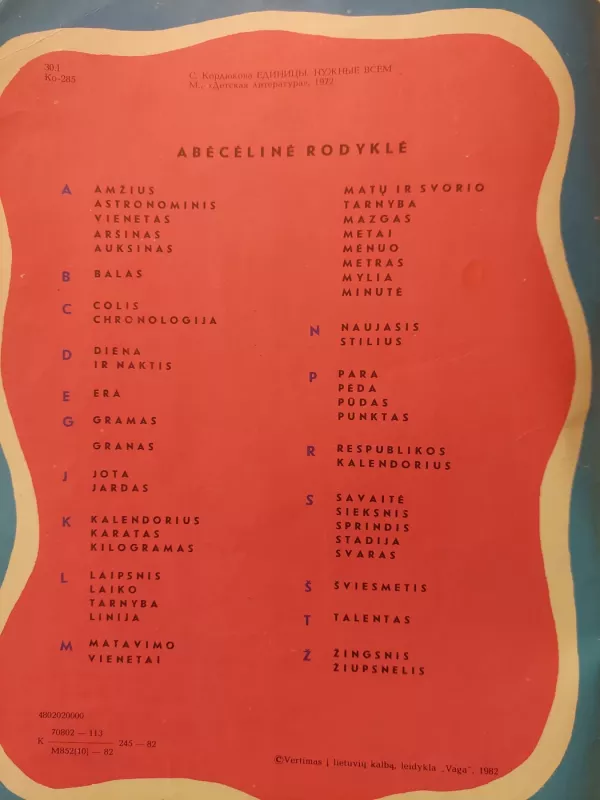 30.1
Ко-285
С. Кордюкова ЕДИНИЦЫ, НУЖНЫЕ ВСЕМ
М., «Детская литература», 1977
ABĖCĖLINĖ RODYKLĖ
A AMŽIUS
ASTRONOMINIS
VIENETAS
ARŠINAS
AUKSINAS
B BALAS
C COLIS
CHRONOLOGIJA
D DIENA
IR NAKTIS
E ERA
G GRAMAS
GRANAS
J JOTA
JARDAS
K KALENDORIUS
KARATAS
KILOGRAMAS
L LAIPSNIS
LAIKO
TARNYBA
LINIJA
M MATAVIMO
VIENETAI
MATŲ IR SVORIO
TARNYBA
MAZGAS
METAI
MĖNUO
METRAS
MYLIA
MINUTĖ
N NAUJASIS
STILIUS
P PARA
PĖDA
PŪDAS
PUNKTAS
R RESPUBLIKOS
KALENDORIUS
S SAVAITĖ
SIEKSNIS
SPRINDIS
STADIJA
SVARAS
Š ŠVIESMETIS
T TALENTAS
Ž ŽINGSNIS
ŽIUPSNELIS
4802020000
70802 — 113
K 245 — 82
M852(10) — 82
©Vertimas į lietuvių kalbą, leidykla „Vaga", 1982